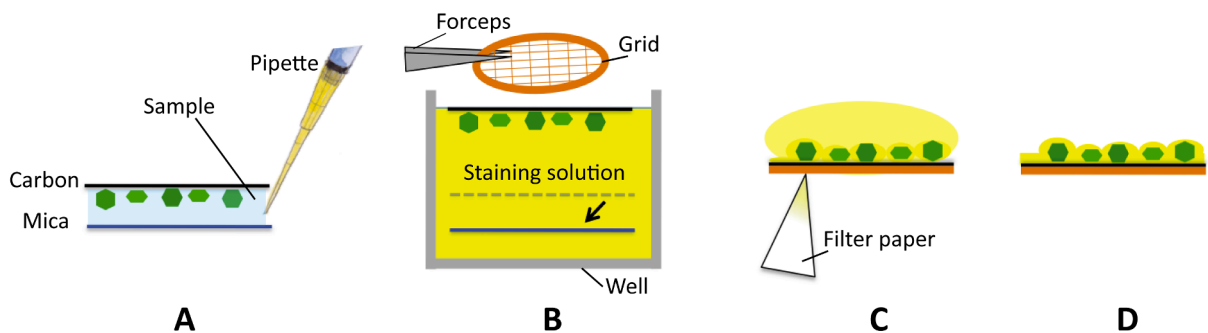 Forceps
Grid
Pipette
Sample
Carbon
Mica
Staining solution
Filter paper
Well
A
B
C
D